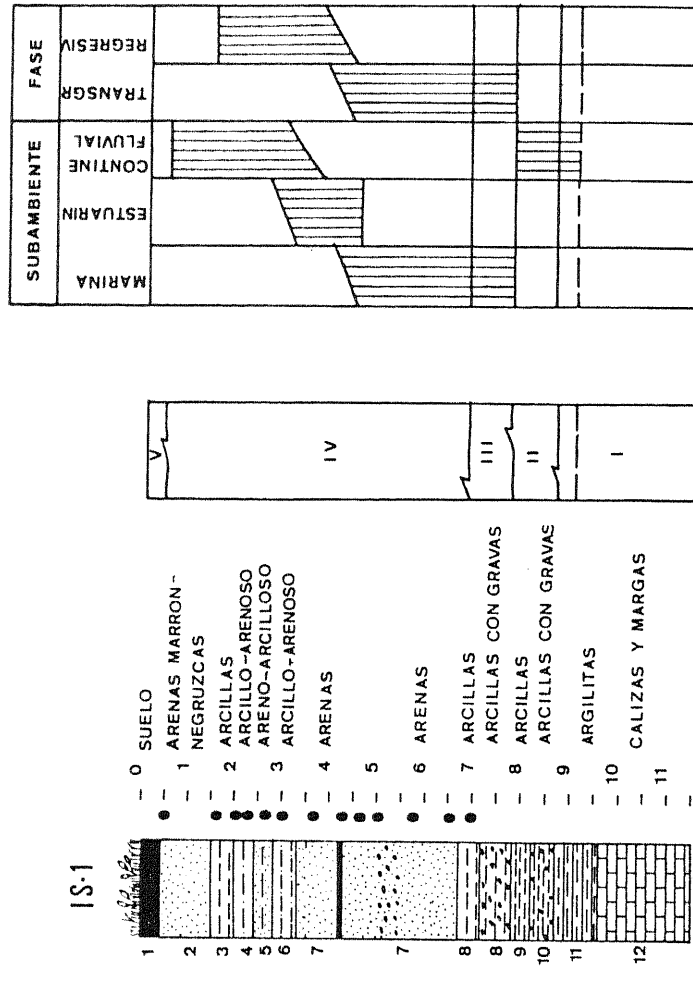 IS-1
1
2
3
4
5
6
7
7
8
8
9
10
11
12
0
1
2
3
4
5
6
7
8
9
10
11
SUELO
ARENAS MARRON-
NEGRUZCAS
ARCILLAS
ARCILLO-ARENOSO
ARENO-ARCILLOSO
ARCILLO-ARENOSO
ARENAS
ARENAS
ARCILLAS
ARCILLAS CON GRAVAS
ARCILLAS
ARCILLAS CON GRAVAS
ARGILITAS
CALIZAS Y MARGAS
V
IV
III
II
I
SUBAMBIENTE
FASE
MARINA
ESTUARIN
CONTINE
FLUVIAL
TRANSGR
REGRESIV